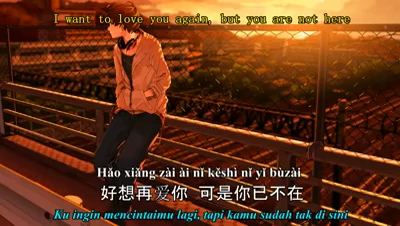 I want to love you again, but you are not here
Hǎo xiǎng zài ài nǐ kěshì nǐ yǐ bùzài
好想再爱你 可是你已不在
Ku ingin mencintaimu lagi, tapi kamu sudah tak di sini